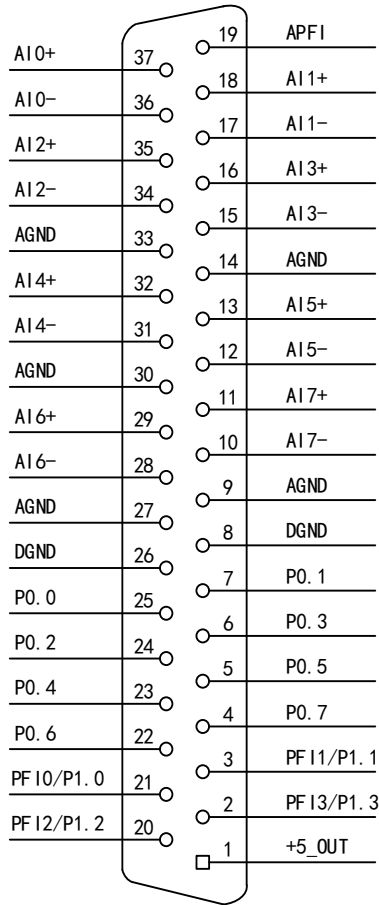 19 APFI
AI0+ 37
18 AI1+
AI0- 36
17 AI1-
AI2+ 35
16 AI3+
AI2- 34
15 AI3-
AGND 33
14 AGND
AI4+ 32
13 AI5+
AI4- 31
12 AI5-
AGND 30
11 AI7+
AI6+ 29
10 AI7-
AI6- 28
9 AGND
AGND 27
8 DGND
DGND 26
7 P0.1
P0.0 25
6 P0.3
P0.2 24
5 P0.5
P0.4 23
4 P0.7
P0.6 22
3 PFI1/P1.1
PFI0/P1.0 21
2 PFI3/P1.3
PFI2/P1.2 20
1 +5_OUT